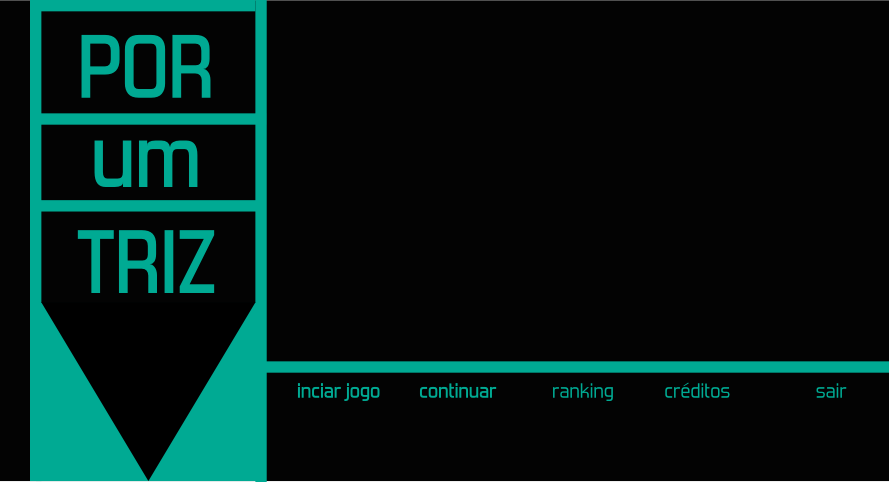 POR
um
TRIZ
inciar jogo continuar ranking créditos sair